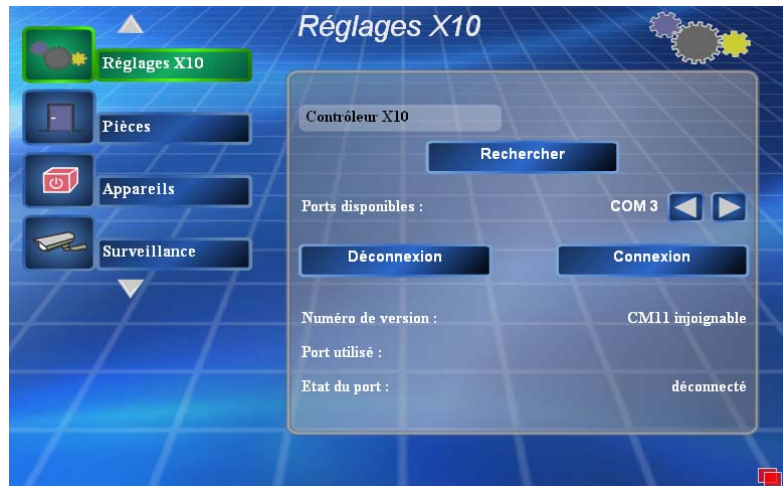 Réglages X10
Réglages X10
Pièces
Appareils
Surveillance
Contrôleur X10
Rechercher
Ports disponibles :
COM 3
Déconnexion
Connexion
Numéro de version :
CM11 injoignable
Port utilisé :
Etat du port :
déconnecté